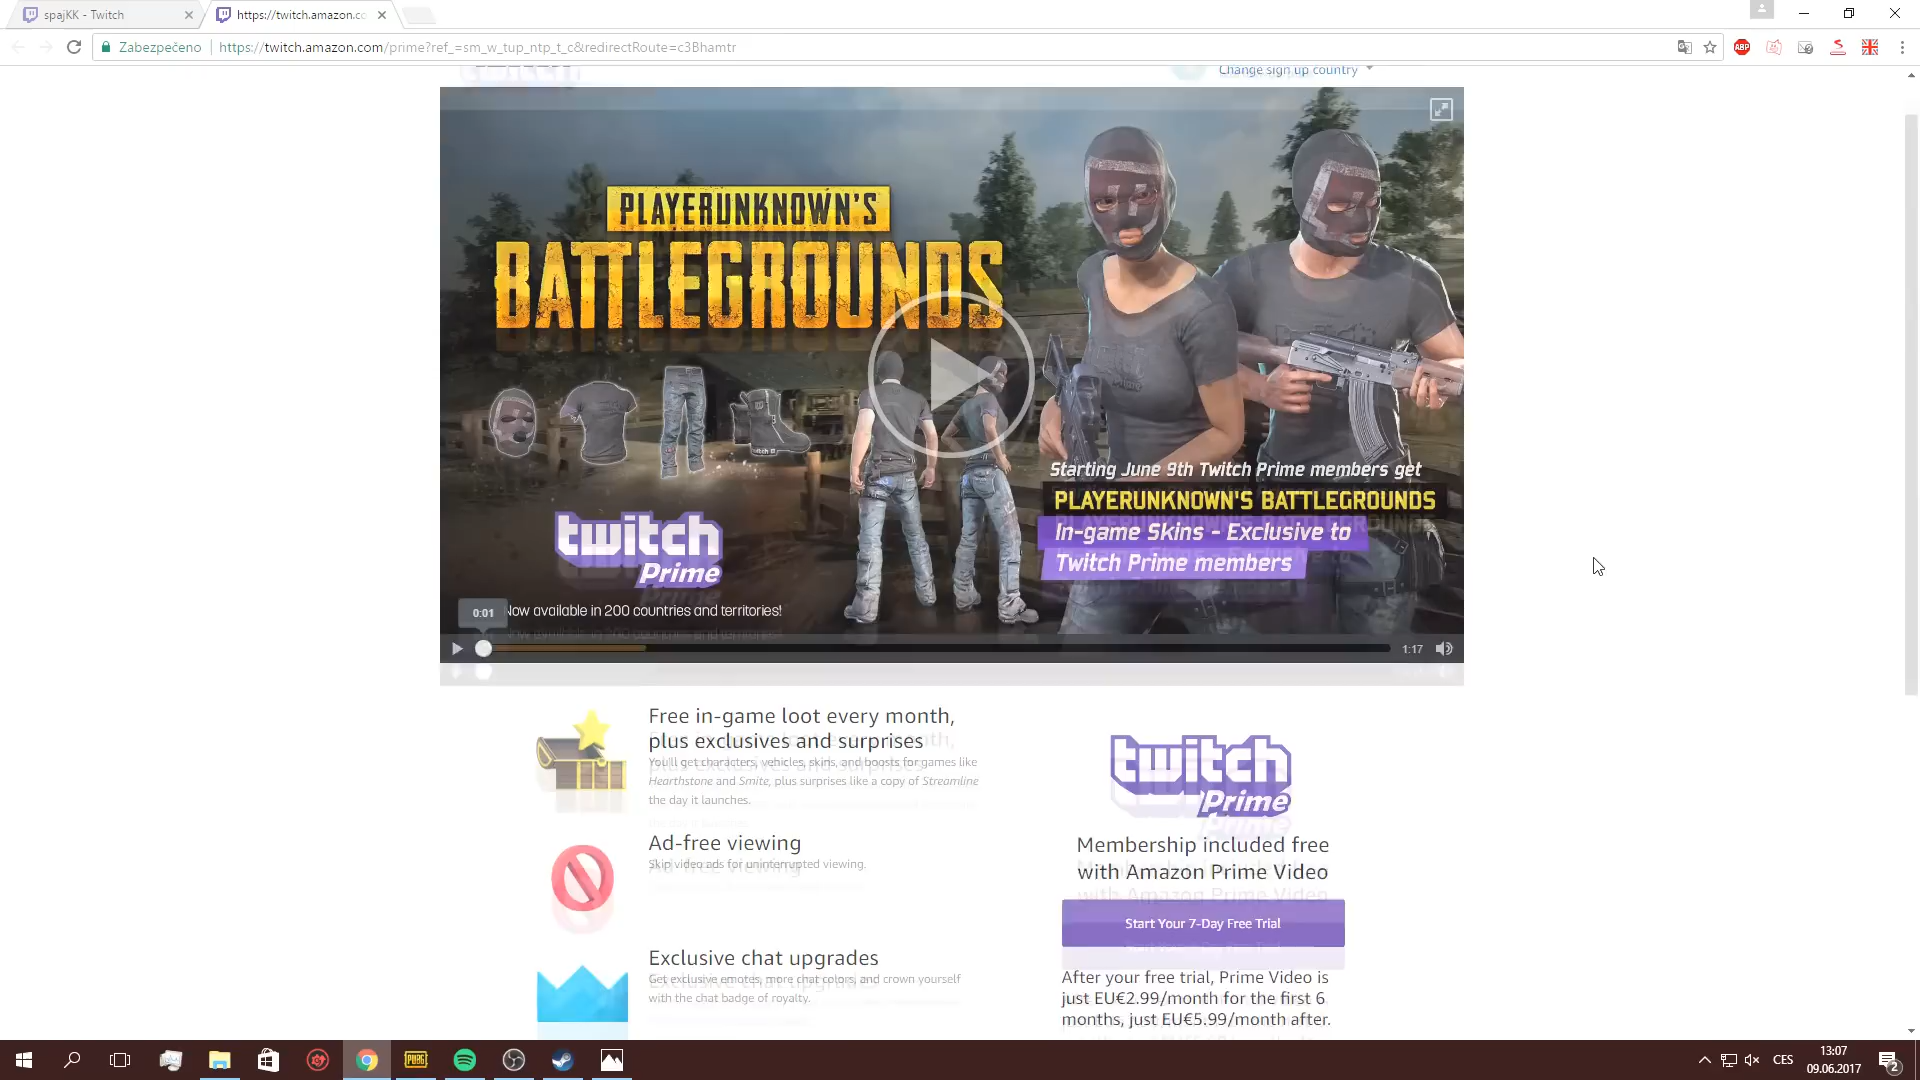 spajKK - Twitch
https://twitch.amazon.co
Zabezpečeno
https://twitch.amazon.com/prime?ref_=sm_w_tup_ntp_t_c&redirectRoute=c3Bhamtr
ABP
Change sign up country
PLAYERUNKNOWN'S
BATTLEGROUNDS
Starting June 9th Twitch Prime members get
PLAYERUNKNOWN'S BATTLEGROUNDS
In-game Skins - Exclusive to
Twitch Prime members
twitch
Prime
Now available in 200 countries and territories!
0:01
1:17
Free in-game loot every month,
plus exclusives and surprises
You'll get characters, vehicles, skins, and boosts for games like
Hearthstone and Smite, plus surprises like a copy of Streamline
the day it launches.
Ad-free viewing
Skip video ads for uninterrupted viewing.
Exclusive chat upgrades
Get exclusive emotes, more chat colors, and crown yourself
with the chat badge of royalty.
twitch
Prime
Membership included free
with Amazon Prime Video
Start Your 7-Day Free Trial
After your free trial, Prime Video is
just EU€2.99/month for the first 6
months, just EU€5.99/month after.
PUBG
CES
13:07
09.06.2017
2